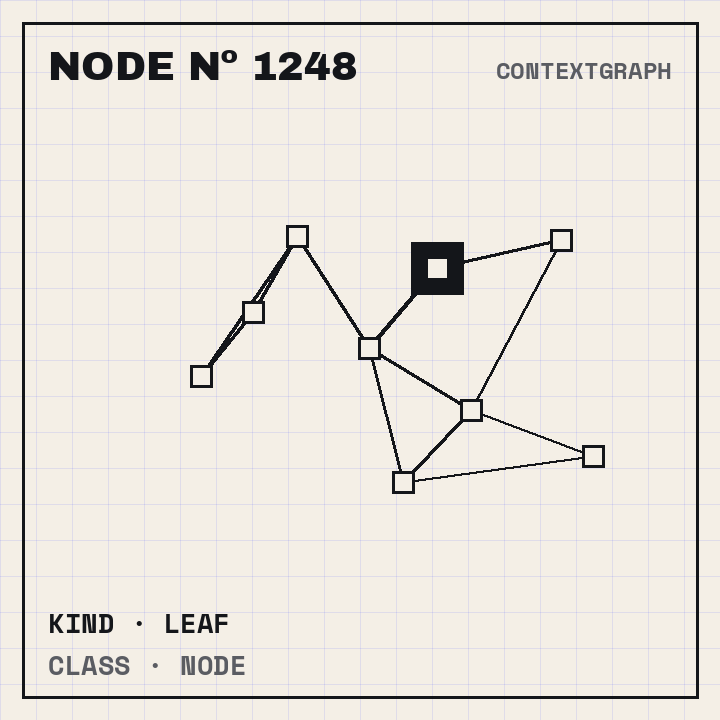 NODE Nº 1248
CONTEXTGRAPH
KIND · LEAF
CLASS · NODE